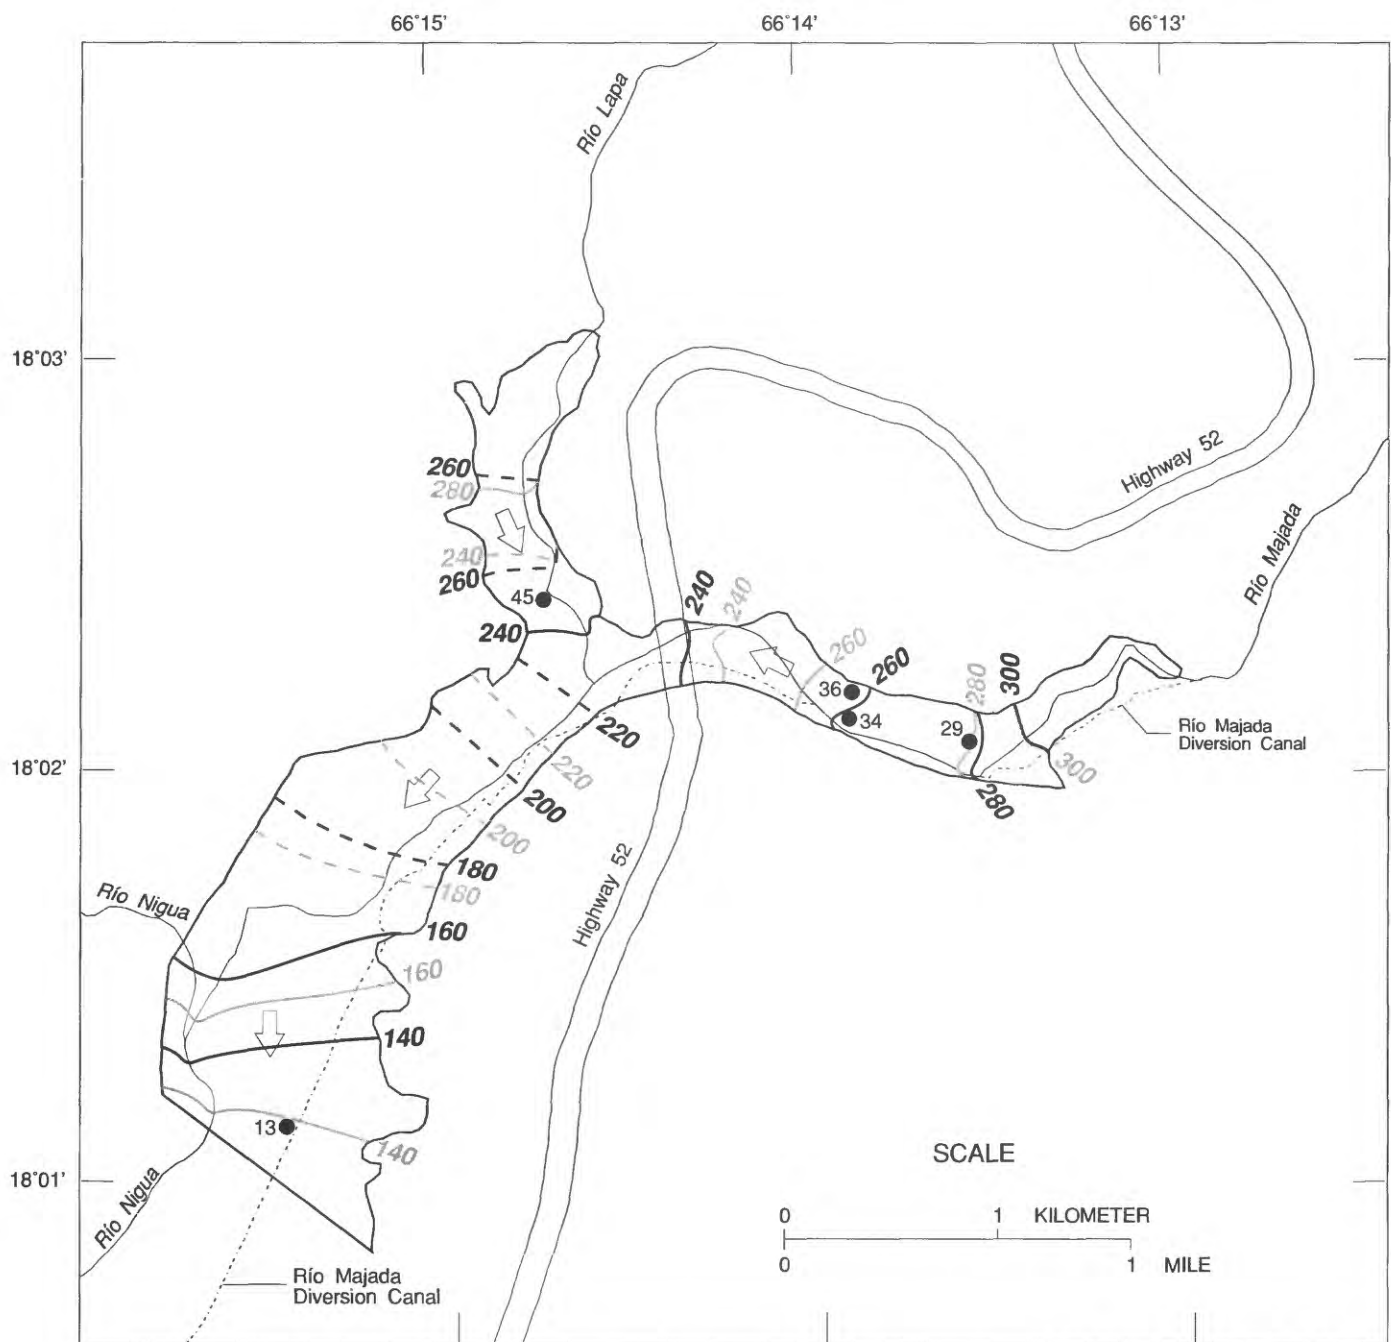 66°15'
66°14'
66°13'
Río Lapa
18°03'
260
280
240
260
45
240
Highway 52
Río Majada
240
240
260
36
260
34
280
29
300
280
300
Río Majada
Diversion Canal
18°02'
220
220
200
200
180
180
Highway 52
Río Nigua
160
160
140
13
140
18°01'
Río Nigua
Río Majada
Diversion Canal
SCALE
0 1 KILOMETER
0 1 MILE